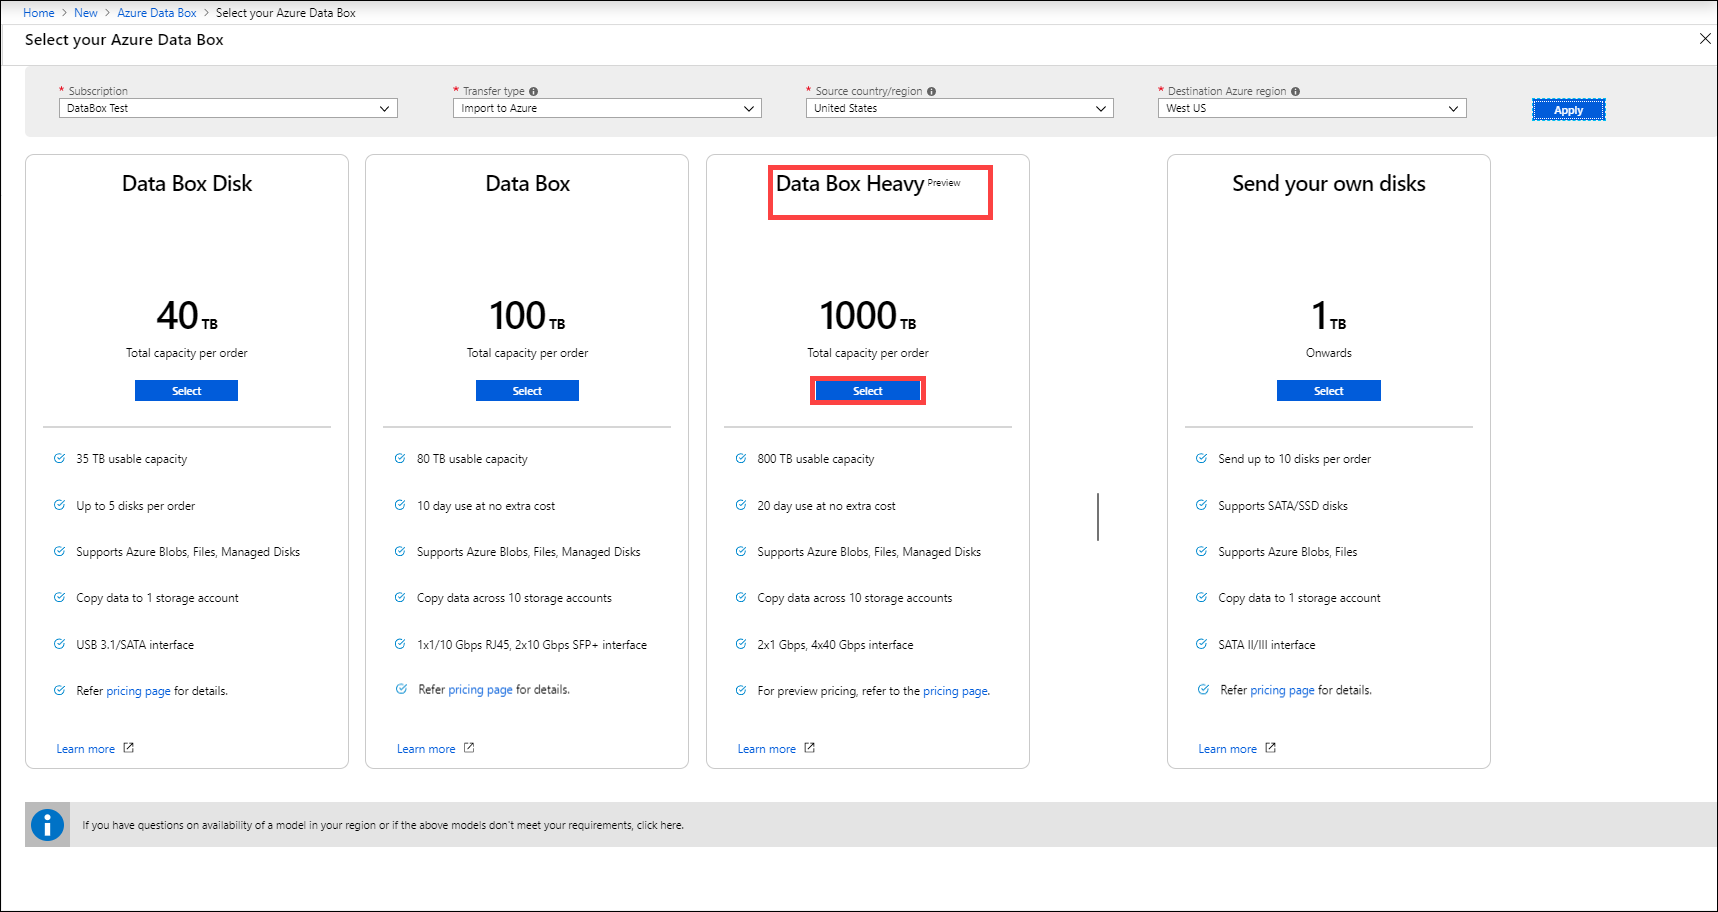 Home > New > Azure Data Box > Select your Azure Data Box
Select your Azure Data Box
* Subscription
DataBox Test
* Transfer type
Import to Azure
* Source country/region
United States
* Destination Azure region
West US
Apply
Data Box Disk
40 TB
Total capacity per order
Select
35 TB usable capacity
Up to 5 disks per order
Supports Azure Blobs, Files, Managed Disks
Copy data to 1 storage account
USB 3.1/SATA interface
Refer pricing page for details.
Learn more
Data Box
100 TB
Total capacity per order
Select
80 TB usable capacity
10 day use at no extra cost
Supports Azure Blobs, Files, Managed Disks
Copy data across 10 storage accounts
1x1/10 Gbps RJ45, 2x10 Gbps SFP+ interface
Refer pricing page for details.
Learn more
Data Box Heavy Preview
1000 TB
Total capacity per order
Select
800 TB usable capacity
20 day use at no extra cost
Supports Azure Blobs, Files, Managed Disks
Copy data across 10 storage accounts
2x1 Gbps, 4x40 Gbps interface
For preview pricing, refer to the pricing page.
Learn more
Send your own disks
1 TB
Onwards
Select
Send up to 10 disks per order
Supports SATA/SSD disks
Supports Azure Blobs, Files
Copy data to 1 storage account
SATA II/III interface
Refer pricing page for details.
Learn more
If you have questions on availability of a model in your region or if the above models don't meet your requirements, click here.